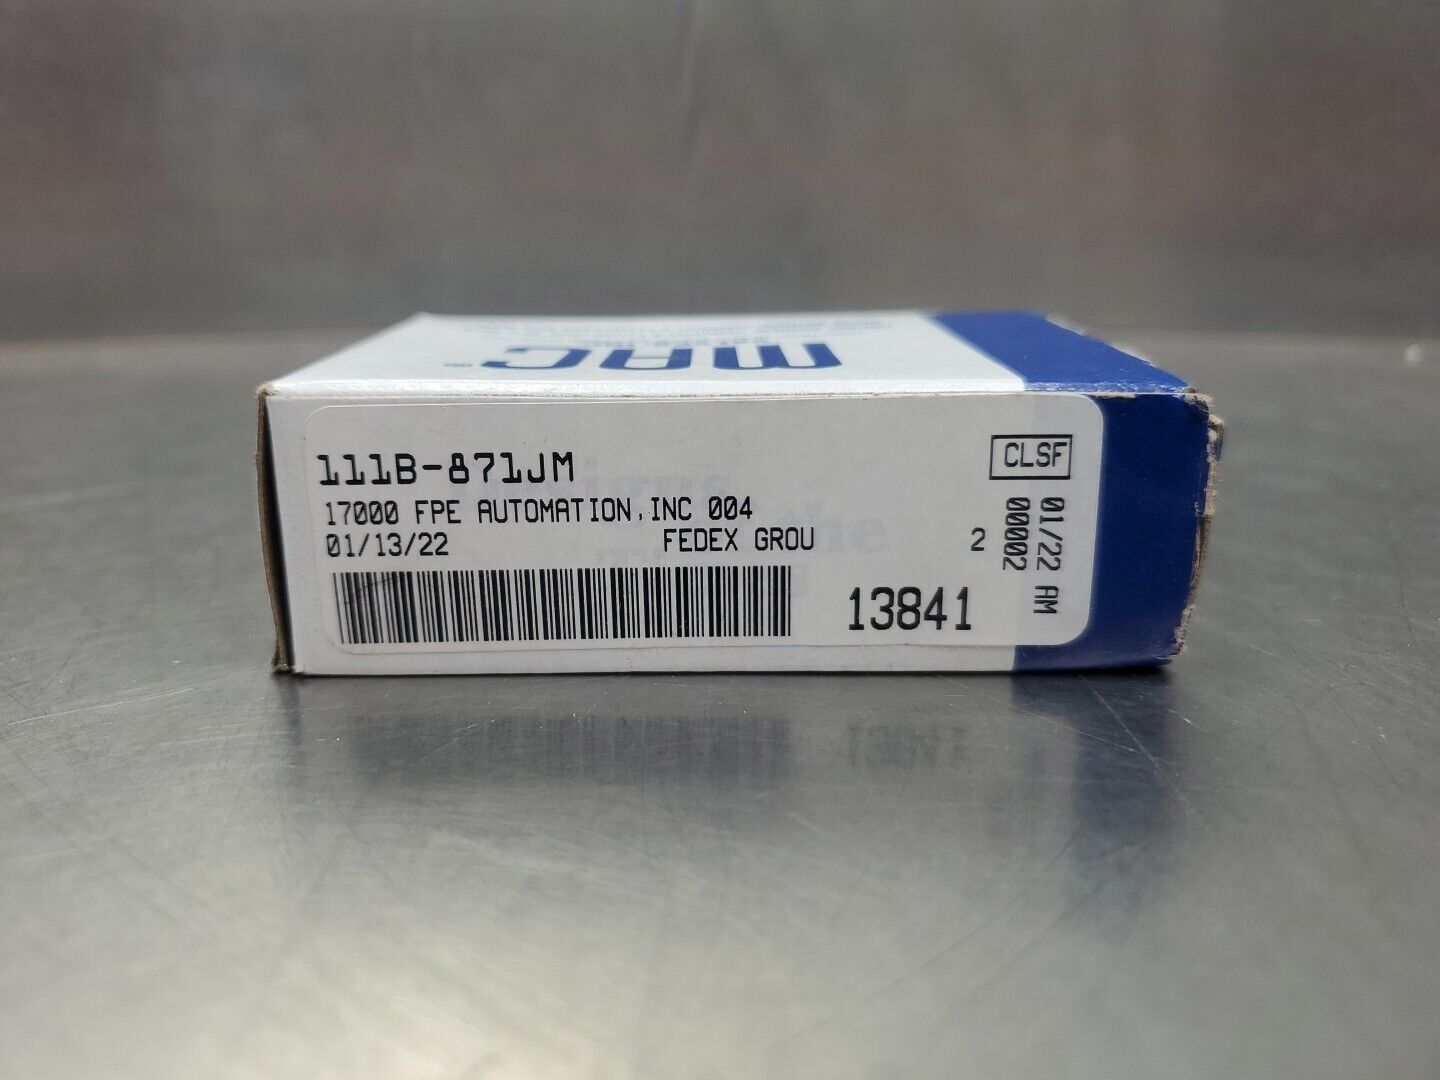 MAC
111B-871JM
CLSF
17000 FPE AUTOMATION,INC 004
01/13/22 FEDEX GROU 2
13841
01/22 AM
00002